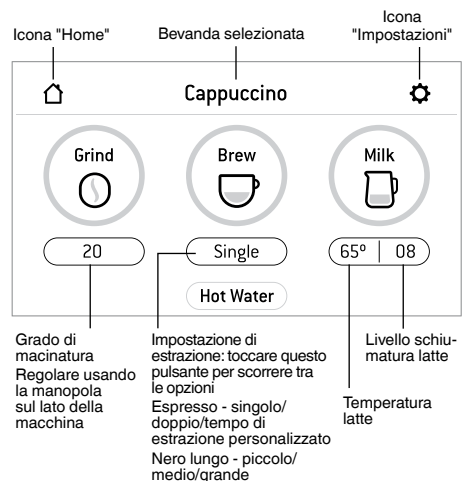 Icona "Home"
Bevanda selezionata
Icona
"Impostazioni"
Cappuccino
Grind
Brew
Milk
20
Single
65° | 08
Hot Water
Grado di
macinatura
Regolare usando
la manopola
sul lato della
macchina
Impostazione di
estrazione: toccare questo
pulsante per scorrere tra
le opzioni
Espresso - singolo/
doppio/tempo di
estrazione personalizzato
Nero lungo - piccolo/
medio/grande
Livello schiu-
matura latte
Temperatura
latte